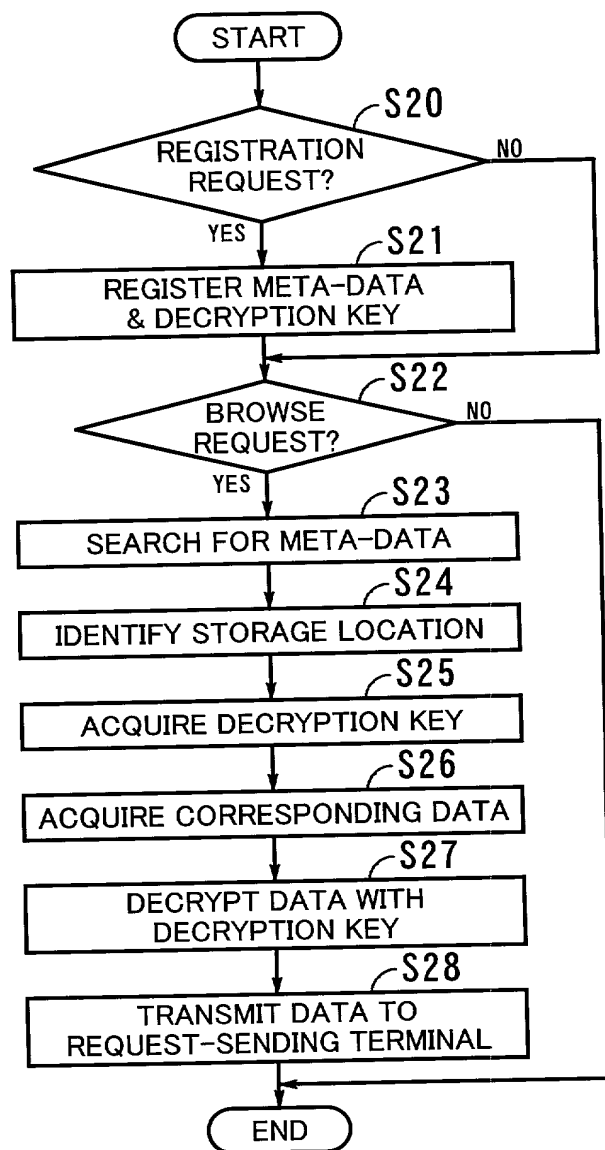 START
S20
REGISTRATION
REQUEST?
NO
YES
S21
REGISTER META-DATA
& DECRYPTION KEY
S22
BROWSE
REQUEST?
NO
YES
S23
SEARCH FOR META-DATA
S24
IDENTIFY STORAGE LOCATION
S25
ACQUIRE DECRYPTION KEY
S26
ACQUIRE CORRESPONDING DATA
S27
DECRYPT DATA WITH
DECRYPTION KEY
S28
TRANSMIT DATA TO
REQUEST-SENDING TERMINAL
END